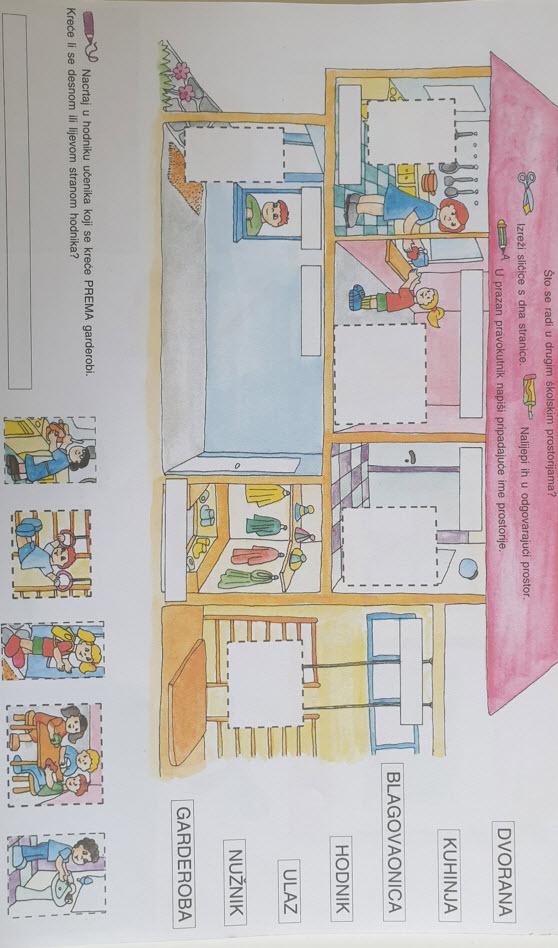 Što se radi u drugim školskim prostorijama?
Izreži sličice s dna stranice. Nalijepi ih u odgovarajući prostor.
U prazan pravokutnik napiši pripadajuće ime prostorije.
DVORANA
KUHINJA
BLAGOVAONICA
HODNIK
ULAZ
NUŽNIK
GARDEROBA
Nacrtaj u hodniku učenika koji se kreće PREMA garderobi.
Kreće li se desnom ili lijevom stranom hodnika?